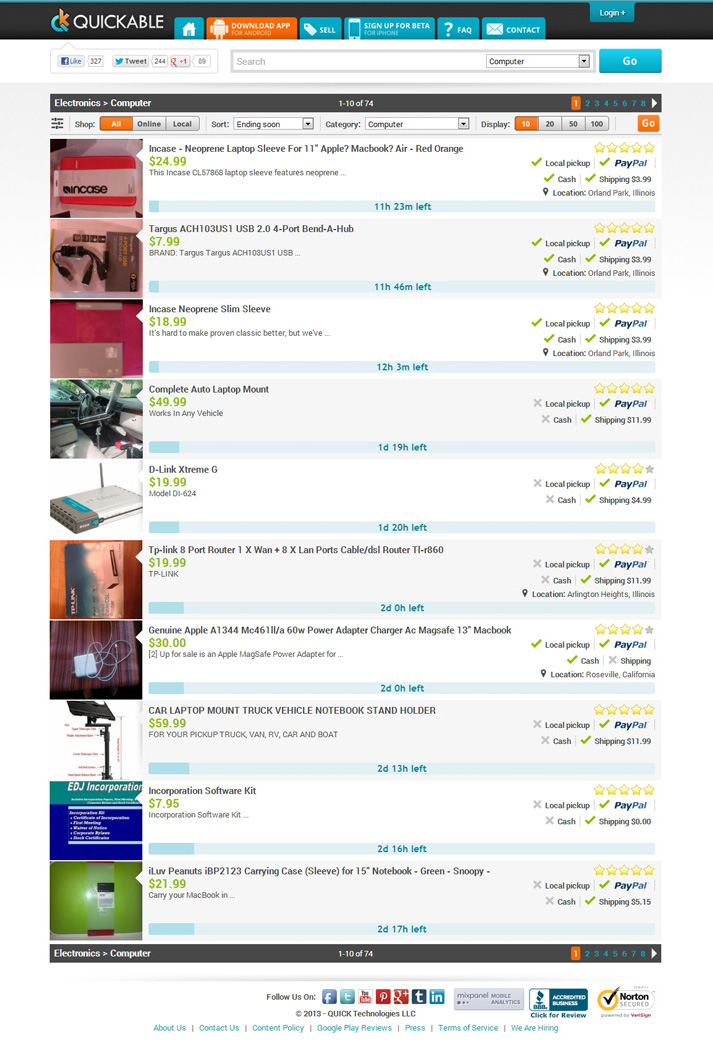 QUICKABLE
DOWNLOAD APP
FOR ANDROID
SELL
SIGN UP FOR BETA
FOR iPHONE
FAQ
CONTACT
Login +
Like 327
Tweet 244
+1 89
Search
Computer
Go
Electronics > Computer 1-10 of 74 1 2 3 4 5 6 7 8
Shop: All Online Local Sort: Ending soon Category: Computer Display: 10 20 50 100 Go
Incase - Neoprene Laptop Sleeve For 11" Apple? Macbook? Air - Red Orange
$24.99
This Incase CL57868 laptop sleeve features neoprene ...
Local pickup PayPal
Cash Shipping $3.99
Location: Orland Park, Illinois
11h 23m left
incase
Targus ACH103US1 USB 2.0 4-Port Bend-A-Hub
$7.99
BRAND: Targus Targus ACH103US1 USB ...
Local pickup PayPal
Cash Shipping $3.99
Location: Orland Park, Illinois
11h 46m left
Incase Neoprene Slim Sleeve
$18.99
It's hard to make proven classic better, but we've ...
Local pickup PayPal
Cash Shipping $3.99
Location: Orland Park, Illinois
12h 3m left
Complete Auto Laptop Mount
$49.99
Works In Any Vehicle
Local pickup PayPal
Cash Shipping $11.99
1d 19h left
D-Link Xtreme G
$19.99
Model DI-624
Local pickup PayPal
Cash Shipping $4.99
1d 20h left
Tp-link 8 Port Router 1 X Wan + 8 X Lan Ports Cable/dsl Router Tl-r860
$19.99
TP-LINK
Local pickup PayPal
Cash Shipping $11.99
Location: Arlington Heights, Illinois
2d 0h left
TP-LINK
Genuine Apple A1344 Mc461ll/a 60w Power Adapter Charger Ac Magsafe 13" Macbook
$30.00
[2] Up for sale is an Apple MagSafe Power Adapter for ...
Local pickup PayPal
Cash Shipping
Location: Roseville, California
2d 0h left
CAR LAPTOP MOUNT TRUCK VEHICLE NOTEBOOK STAND HOLDER
$59.99
FOR YOUR PICKUP TRUCK, VAN, RV, CAR AND BOAT
Local pickup PayPal
Cash Shipping $11.99
2d 13h left
EDJ Incorporation
Incorporation Kit
Certificate of Incorporation
First Meeting
Waiver of Notice
Corporate Bylaws
Stock Certificates
Incorporation Software Kit
$7.95
Incorporation Software Kit ...
Local pickup PayPal
Cash Shipping $0.00
2d 16h left
iLuv Peanuts iBP2123 Carrying Case (Sleeve) for 15" Notebook - Green - Snoopy -
$21.99
Carry your MacBook in ...
Local pickup PayPal
Cash Shipping $5.15
2d 17h left
Electronics > Computer 1-10 of 74 1 2 3 4 5 6 7 8
Follow Us On:
mixpanel MOBILE ANALYTICS
BBB ACCREDITED BUSINESS
Click for Review
Norton
SECURED
powered by VeriSign
© 2013 - QUICK Technologies LLC
About Us | Contact Us | Content Policy | Google Play Reviews | Press | Terms of Service | We Are Hiring